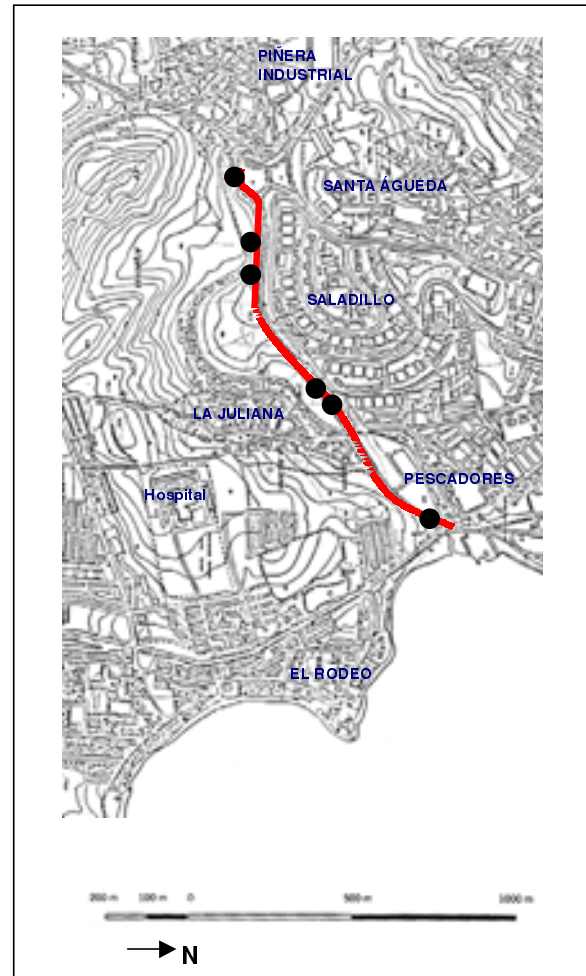 PIÑERA
INDUSTRIAL
SANTA ÁGUEDA
SALADILLO
LA JULIANA
PESCADORES
Hospital
EL RODEO
200 m 100 m 0 500 m 1000 m
N